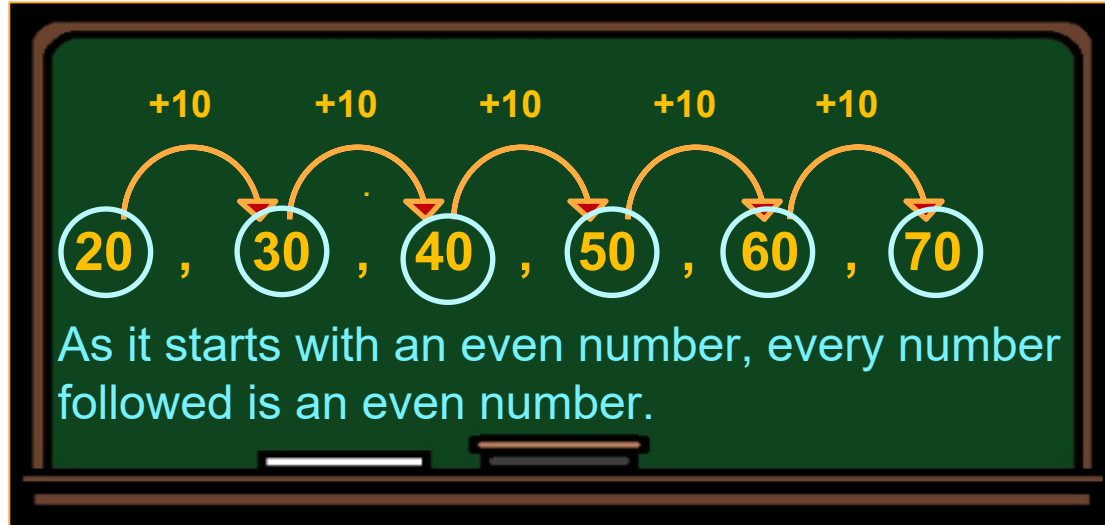 +10 +10 +10 +10 +10
20 , 30 , 40 , 50 , 60 , 70
As it starts with an even number, every number
followed is an even number.